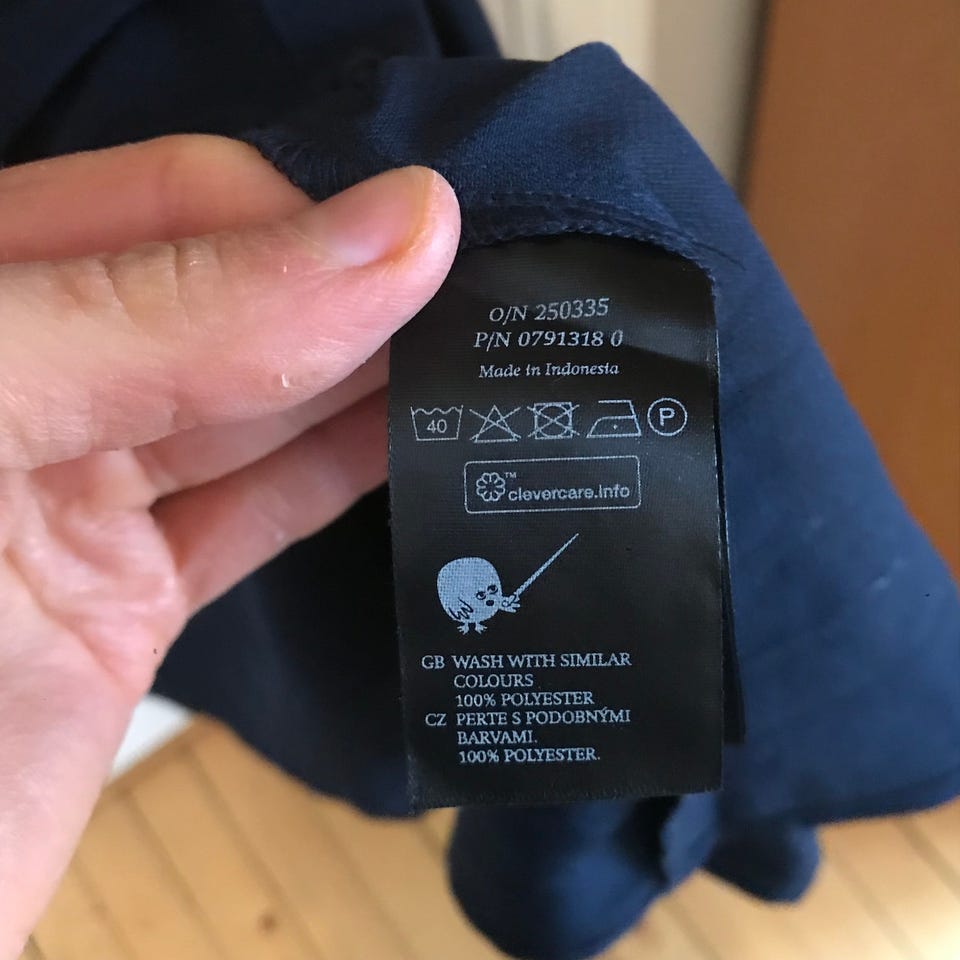 O/N 250335
P/N 0791318 0
Made in Indonesia
40 P
™ clevercare.info
GB WASH WITH SIMILAR
COLOURS
100% POLYESTER
CZ PERTE S PODOBNÝMI
BARVAMI.
100% POLYESTER.